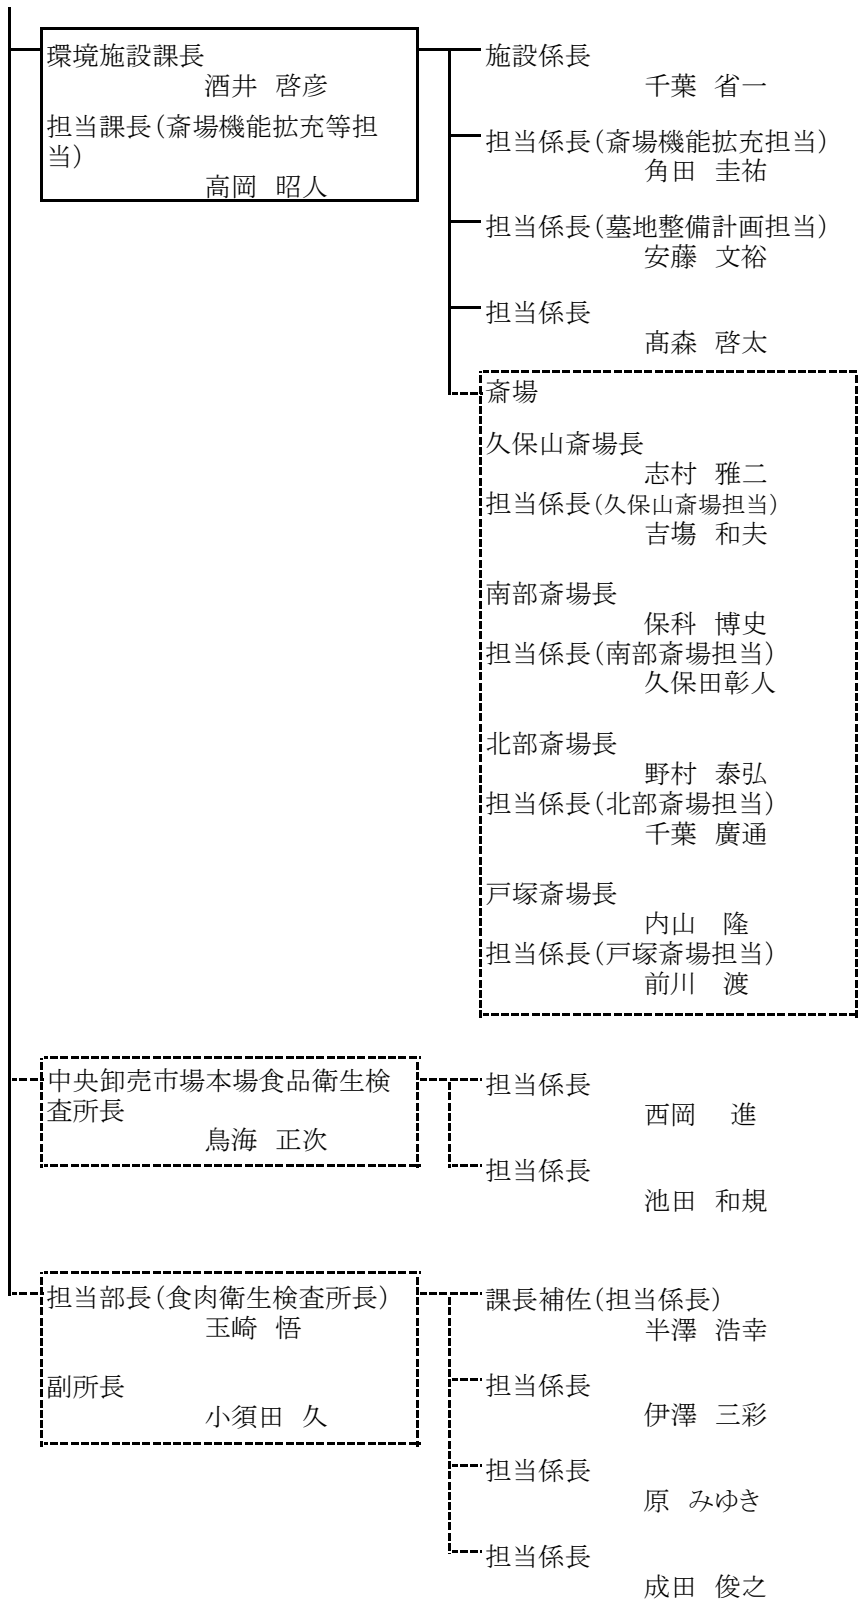 環境施設課長
酒井 啓彦
担当課長(斎場機能拡充等担
当)
高岡 昭人
施設係長
千葉 省一
担当係長(斎場機能拡充担当)
角田 圭祐
担当係長(墓地整備計画担当)
安藤 文裕
担当係長
髙森 啓太
斎場
久保山斎場長
志村 雅二
担当係長(久保山斎場担当)
吉塲 和夫
南部斎場長
保科 博史
担当係長(南部斎場担当)
久保田彰人
北部斎場長
野村 泰弘
担当係長(北部斎場担当)
千葉 廣通
戸塚斎場長
内山 隆
担当係長(戸塚斎場担当)
前川 渡
中央卸売市場本場食品衛生検
査所長
鳥海 正次
担当係長
西岡 進
担当係長
池田 和規
担当部長(食肉衛生検査所長)
玉崎 悟
副所長
小須田 久
課長補佐(担当係長)
半澤 浩幸
担当係長
伊澤 三彩
担当係長
原 みゆき
担当係長
成田 俊之